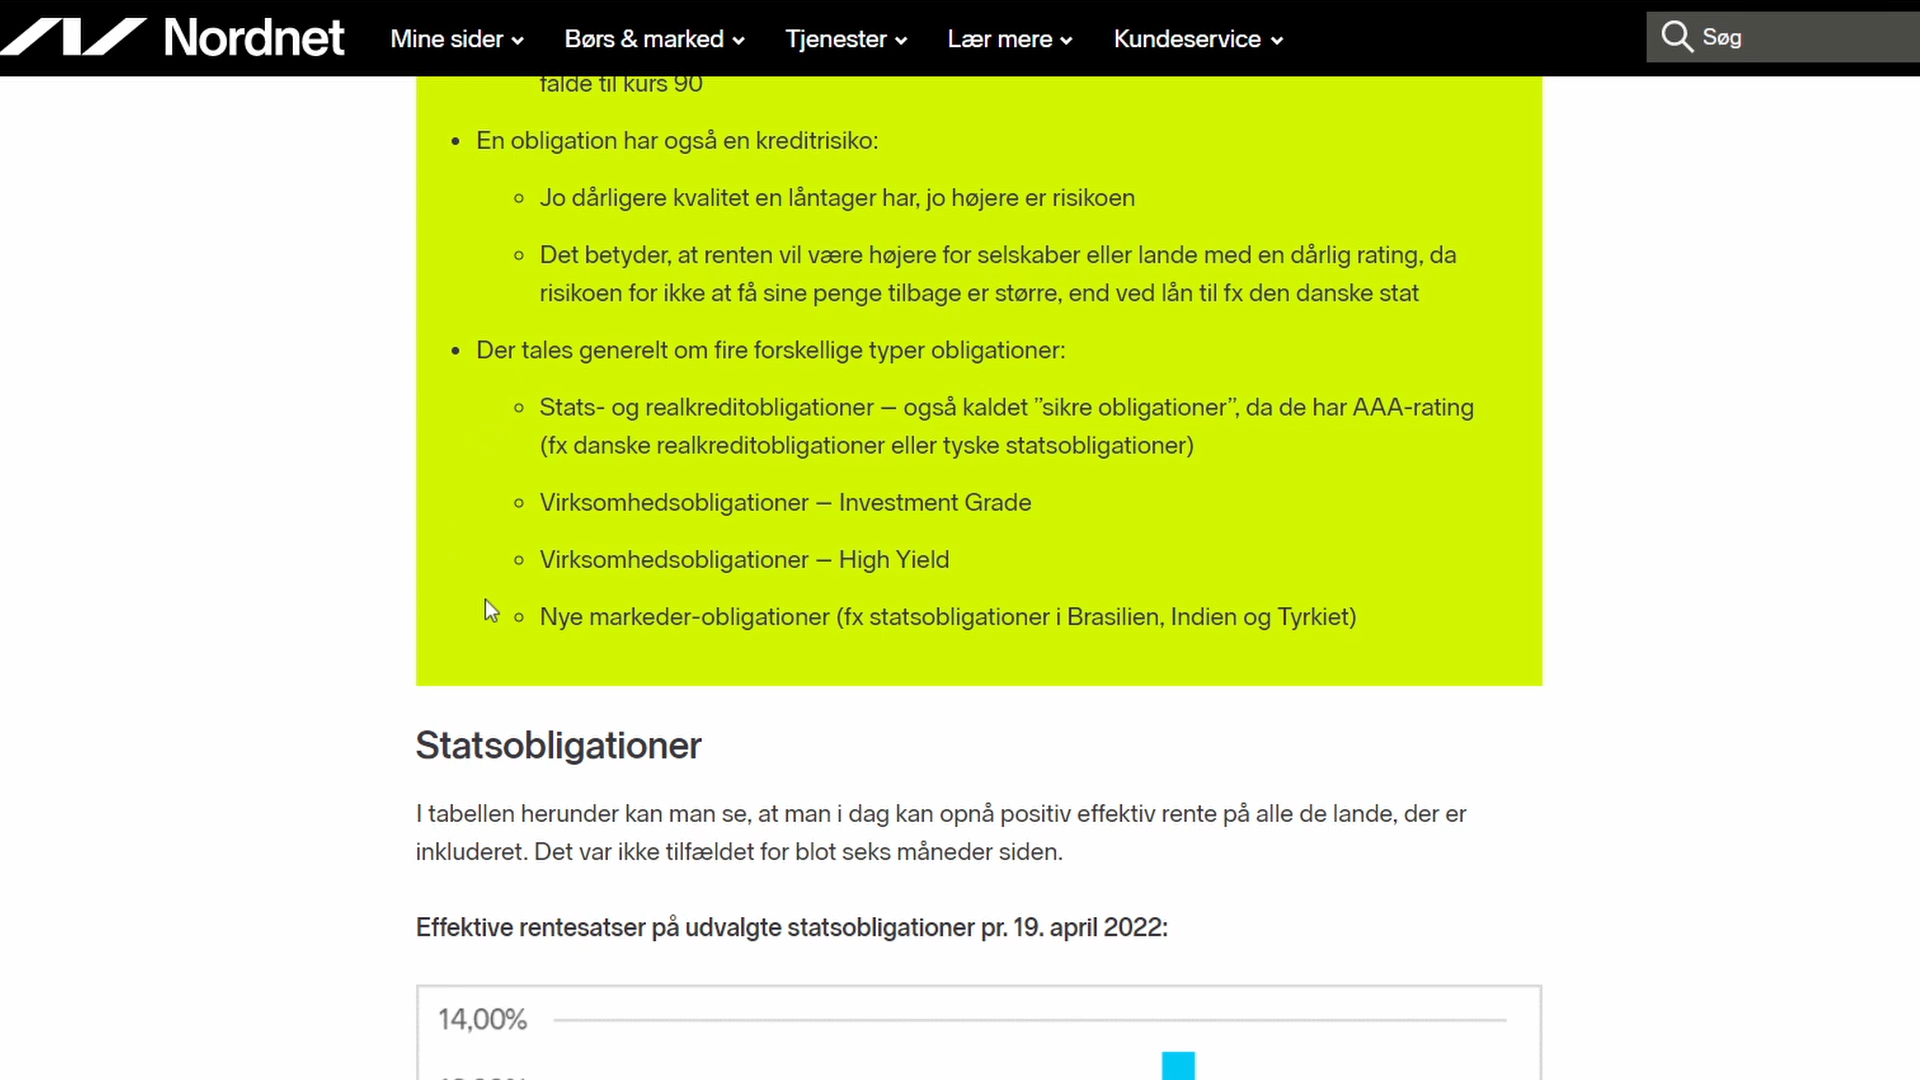 Nordnet
Mine sider
Børs & marked
Tjenester
Lær mere
Kundeservice
Søg
falde til kurs 90
• En obligation har også en kreditrisiko:
◦ Jo dårligere kvalitet en låntager har, jo højere er risikoen
◦ Det betyder, at renten vil være højere for selskaber eller lande med en dårlig rating, da
risikoen for ikke at få sine penge tilbage er større, end ved lån til fx den danske stat
• Der tales generelt om fire forskellige typer obligationer:
◦ Stats- og realkreditobligationer – også kaldet ”sikre obligationer”, da de har AAA-rating
(fx danske realkreditobligationer eller tyske statsobligationer)
◦ Virksomhedsobligationer – Investment Grade
◦ Virksomhedsobligationer – High Yield
◦ Nye markeder-obligationer (fx statsobligationer i Brasilien, Indien og Tyrkiet)
Statsobligationer
I tabellen herunder kan man se, at man i dag kan opnå positiv effektiv rente på alle de lande, der er
inkluderet. Det var ikke tilfældet for blot seks måneder siden.
Effektive rentesatser på udvalgte statsobligationer pr. 19. april 2022:
14,00%